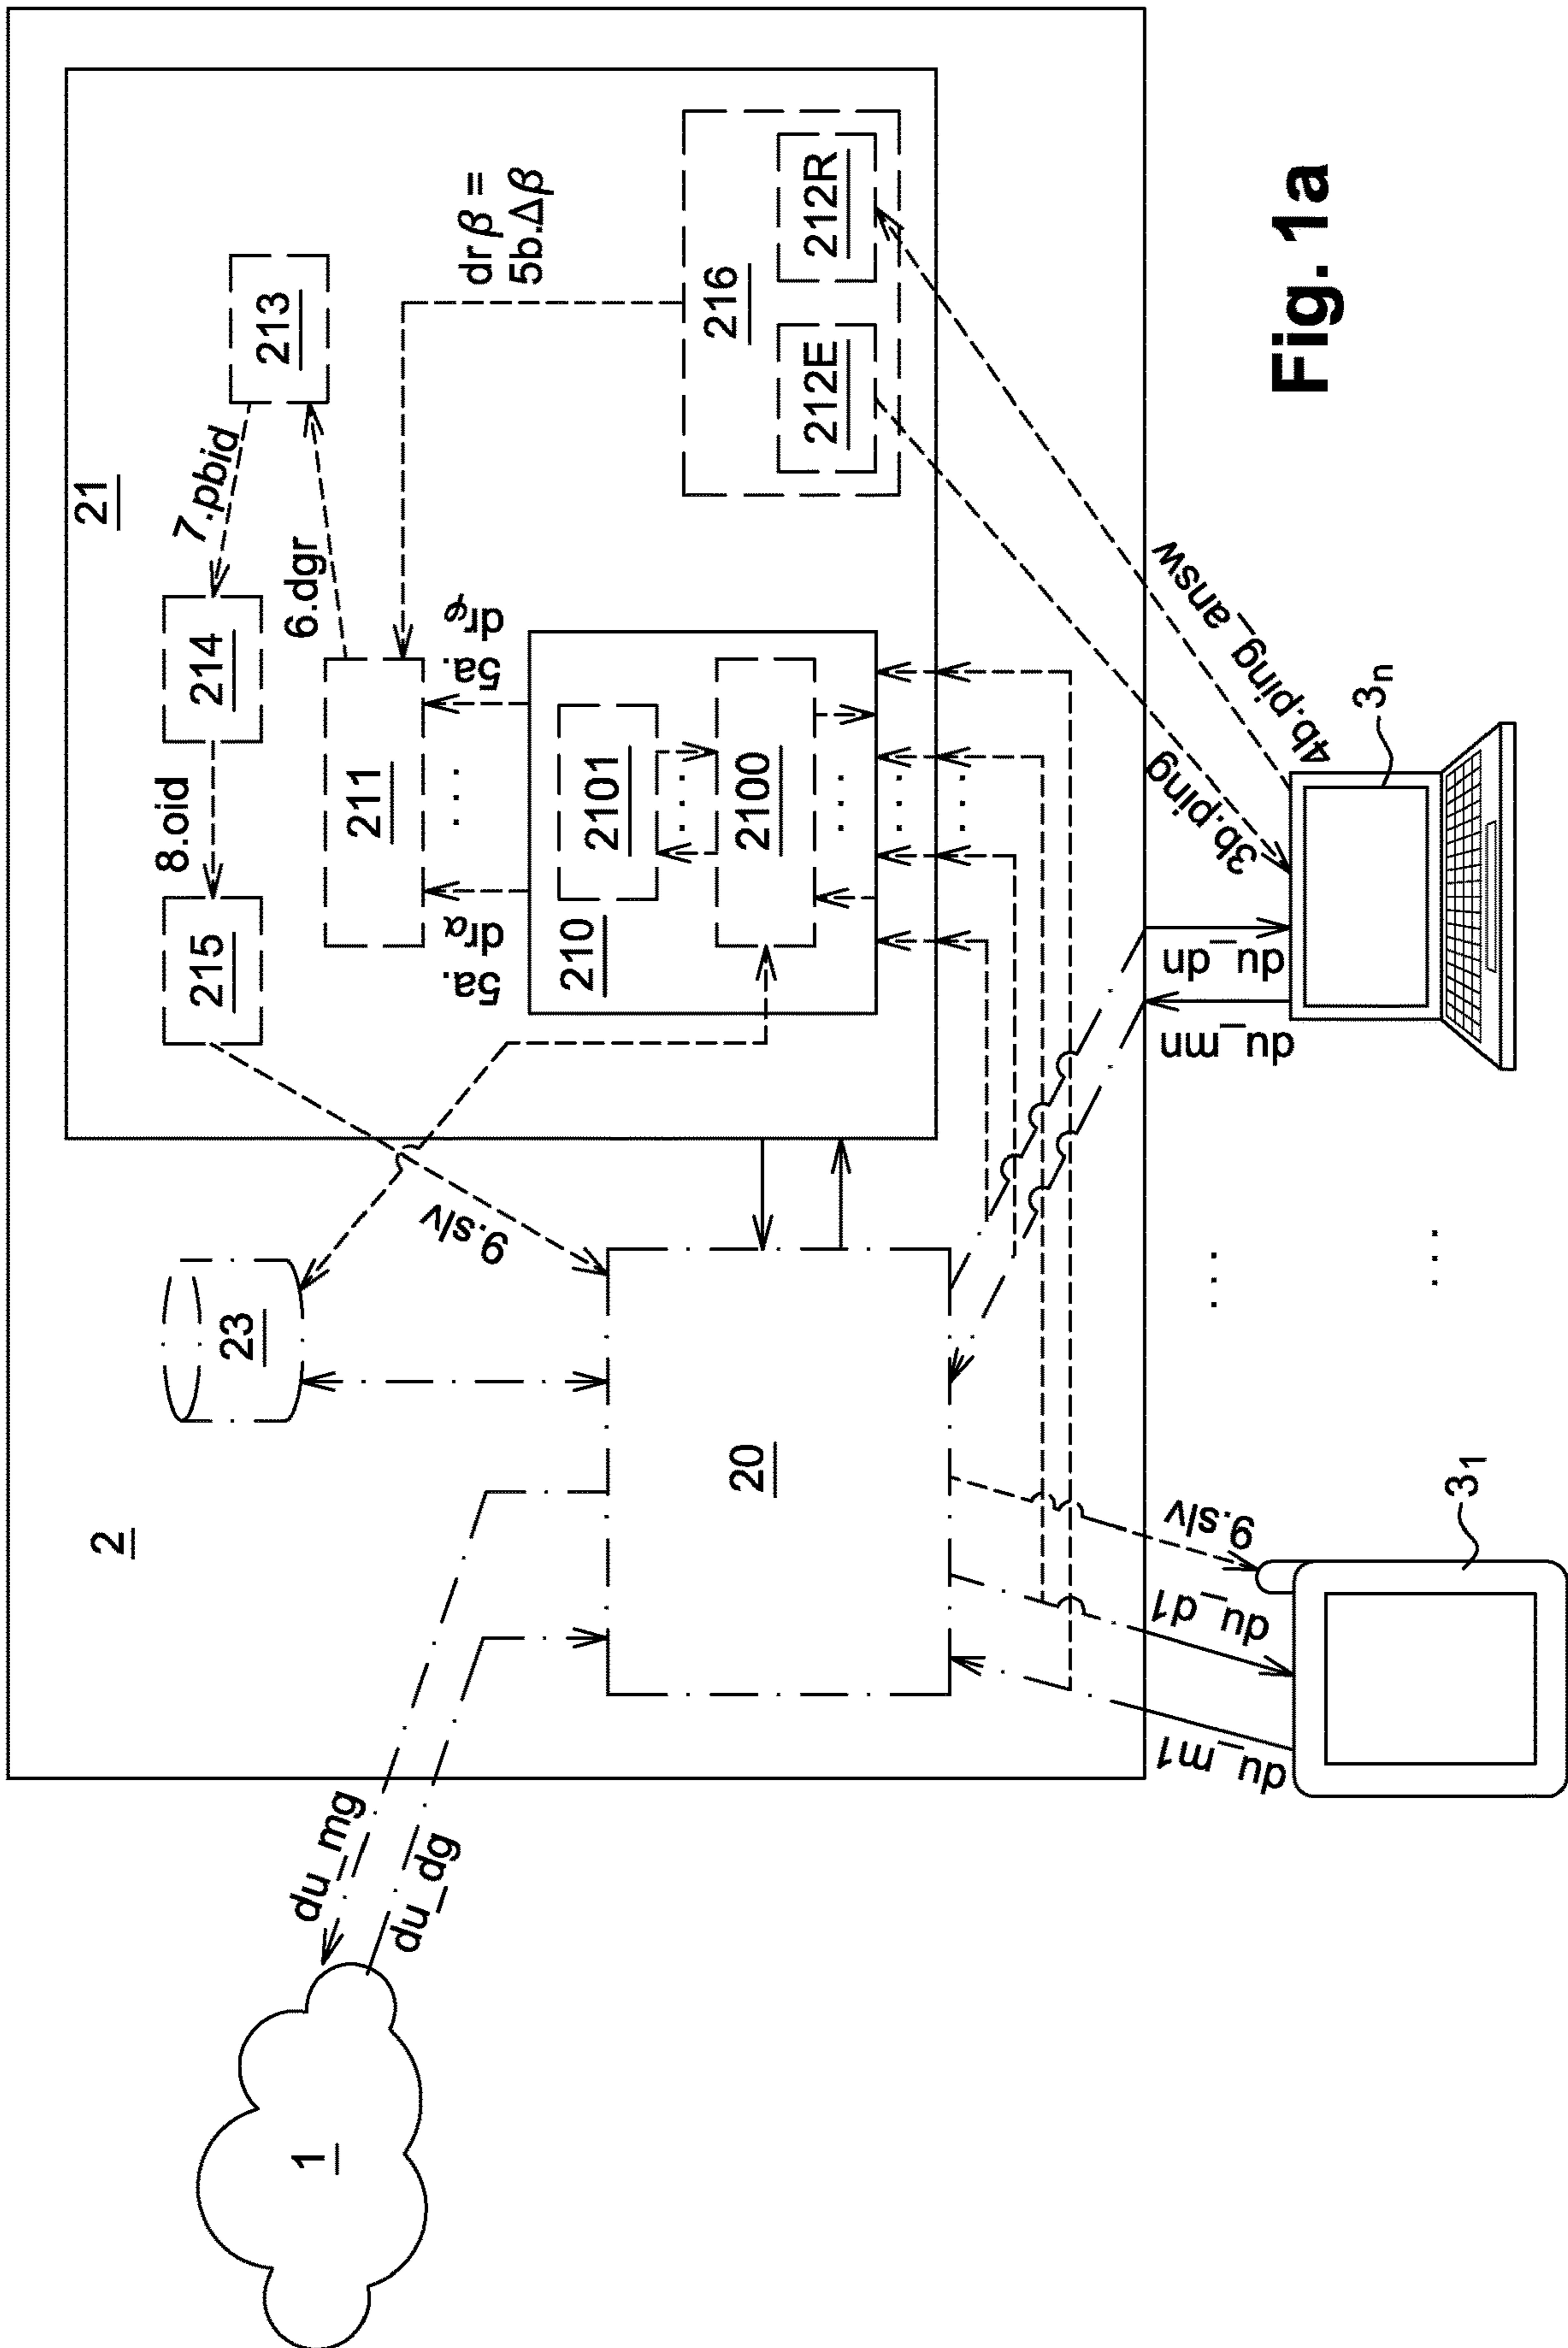 2
21
23
215
8.oid
214
7.pbid
213
6.dgr
211
5a.
drα
...
5a.
drφ
drβ =
5b.Δβ
9.slv
210
2101
...
2100
...
...
...
216
212E
212R
20
1
du_mg
du_dg
du_m1
du_d1
9.slv
du_mn
du_dn
3b.ping
4b.ping_answ
3₁
...
...
3ₙ
Fig. 1a